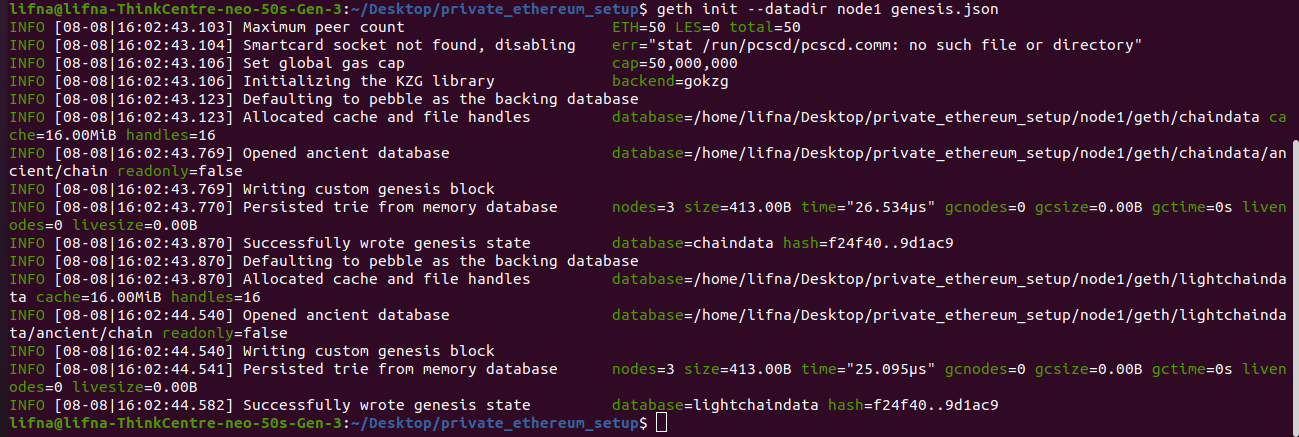 lifna@lifna-ThinkCentre-neo-50s-Gen-3:~/Desktop/private_ethereum_setup$ geth init --datadir node1 genesis.json
INFO [08-08|16:02:43.103] Maximum peer count                       ETH=50 LES=0 total=50
INFO [08-08|16:02:43.104] Smartcard socket not found, disabling    err="stat /run/pcscd/pcscd.comm: no such file or directory"
INFO [08-08|16:02:43.106] Set global gas cap                       cap=50,000,000
INFO [08-08|16:02:43.106] Initializing the KZG library             backend=gokzg
INFO [08-08|16:02:43.123] Defaulting to pebble as the backing database
INFO [08-08|16:02:43.123] Allocated cache and file handles         database=/home/lifna/Desktop/private_ethereum_setup/node1/geth/chaindata ca
che=16.00MiB handles=16
INFO [08-08|16:02:43.769] Opened ancient database                  database=/home/lifna/Desktop/private_ethereum_setup/node1/geth/chaindata/an
cient/chain readonly=false
INFO [08-08|16:02:43.769] Writing custom genesis block
INFO [08-08|16:02:43.770] Persisted trie from memory database      nodes=3 size=413.00B time="26.534µs" gcnodes=0 gcsize=0.00B gctime=0s liven
odes=0 livesize=0.00B
INFO [08-08|16:02:43.870] Successfully wrote genesis state         database=chaindata hash=f24f40..9d1ac9
INFO [08-08|16:02:43.870] Defaulting to pebble as the backing database
INFO [08-08|16:02:43.870] Allocated cache and file handles         database=/home/lifna/Desktop/private_ethereum_setup/node1/geth/lightchainda
ta cache=16.00MiB handles=16
INFO [08-08|16:02:44.540] Opened ancient database                  database=/home/lifna/Desktop/private_ethereum_setup/node1/geth/lightchainda
ta/ancient/chain readonly=false
INFO [08-08|16:02:44.540] Writing custom genesis block
INFO [08-08|16:02:44.541] Persisted trie from memory database      nodes=3 size=413.00B time="25.095µs" gcnodes=0 gcsize=0.00B gctime=0s liven
odes=0 livesize=0.00B
INFO [08-08|16:02:44.582] Successfully wrote genesis state         database=lightchaindata hash=f24f40..9d1ac9
lifna@lifna-ThinkCentre-neo-50s-Gen-3:~/Desktop/private_ethereum_setup$